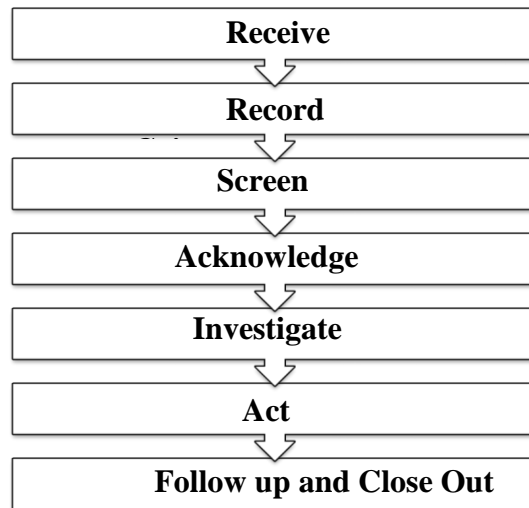 Receive
Record
Screen
Acknowledge
Investigate
Act
Follow up and Close Out